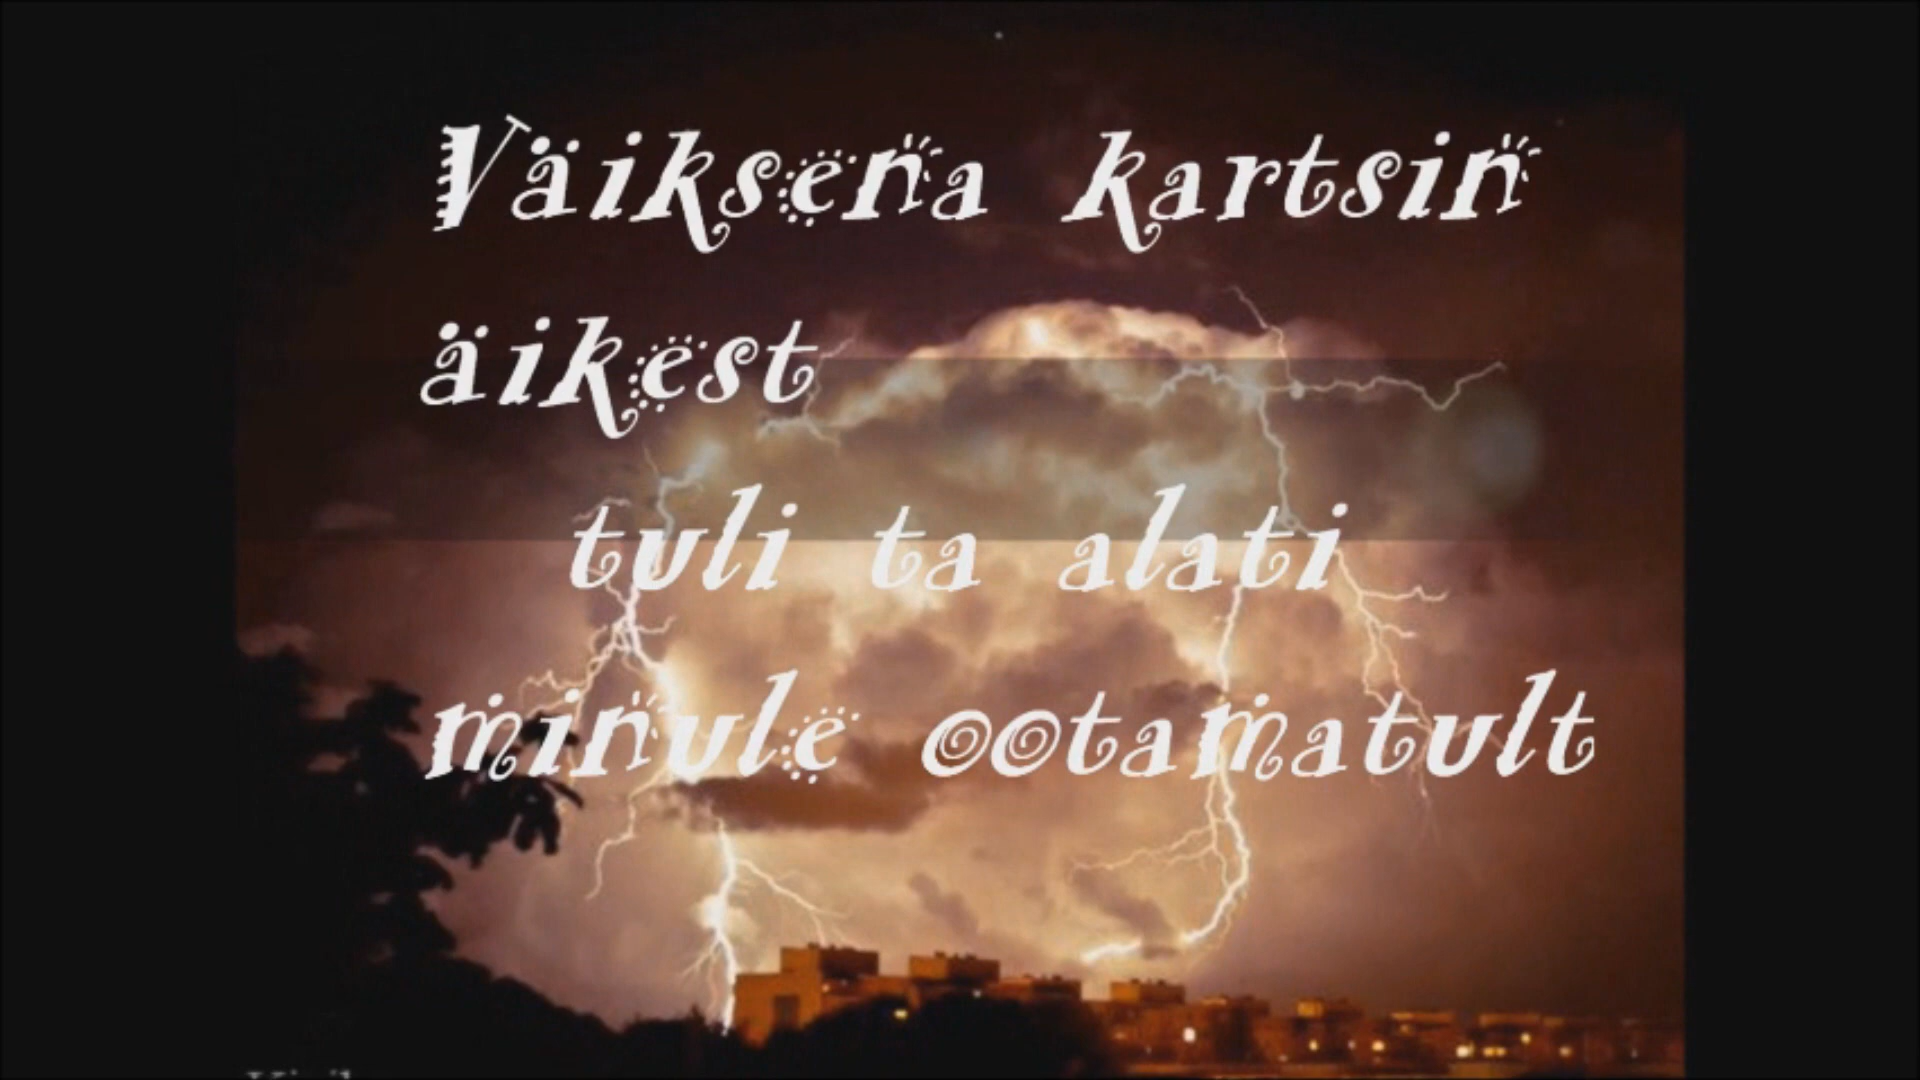 Väiksena kartsin
äikest
tuli ta alati
minule ootamatult